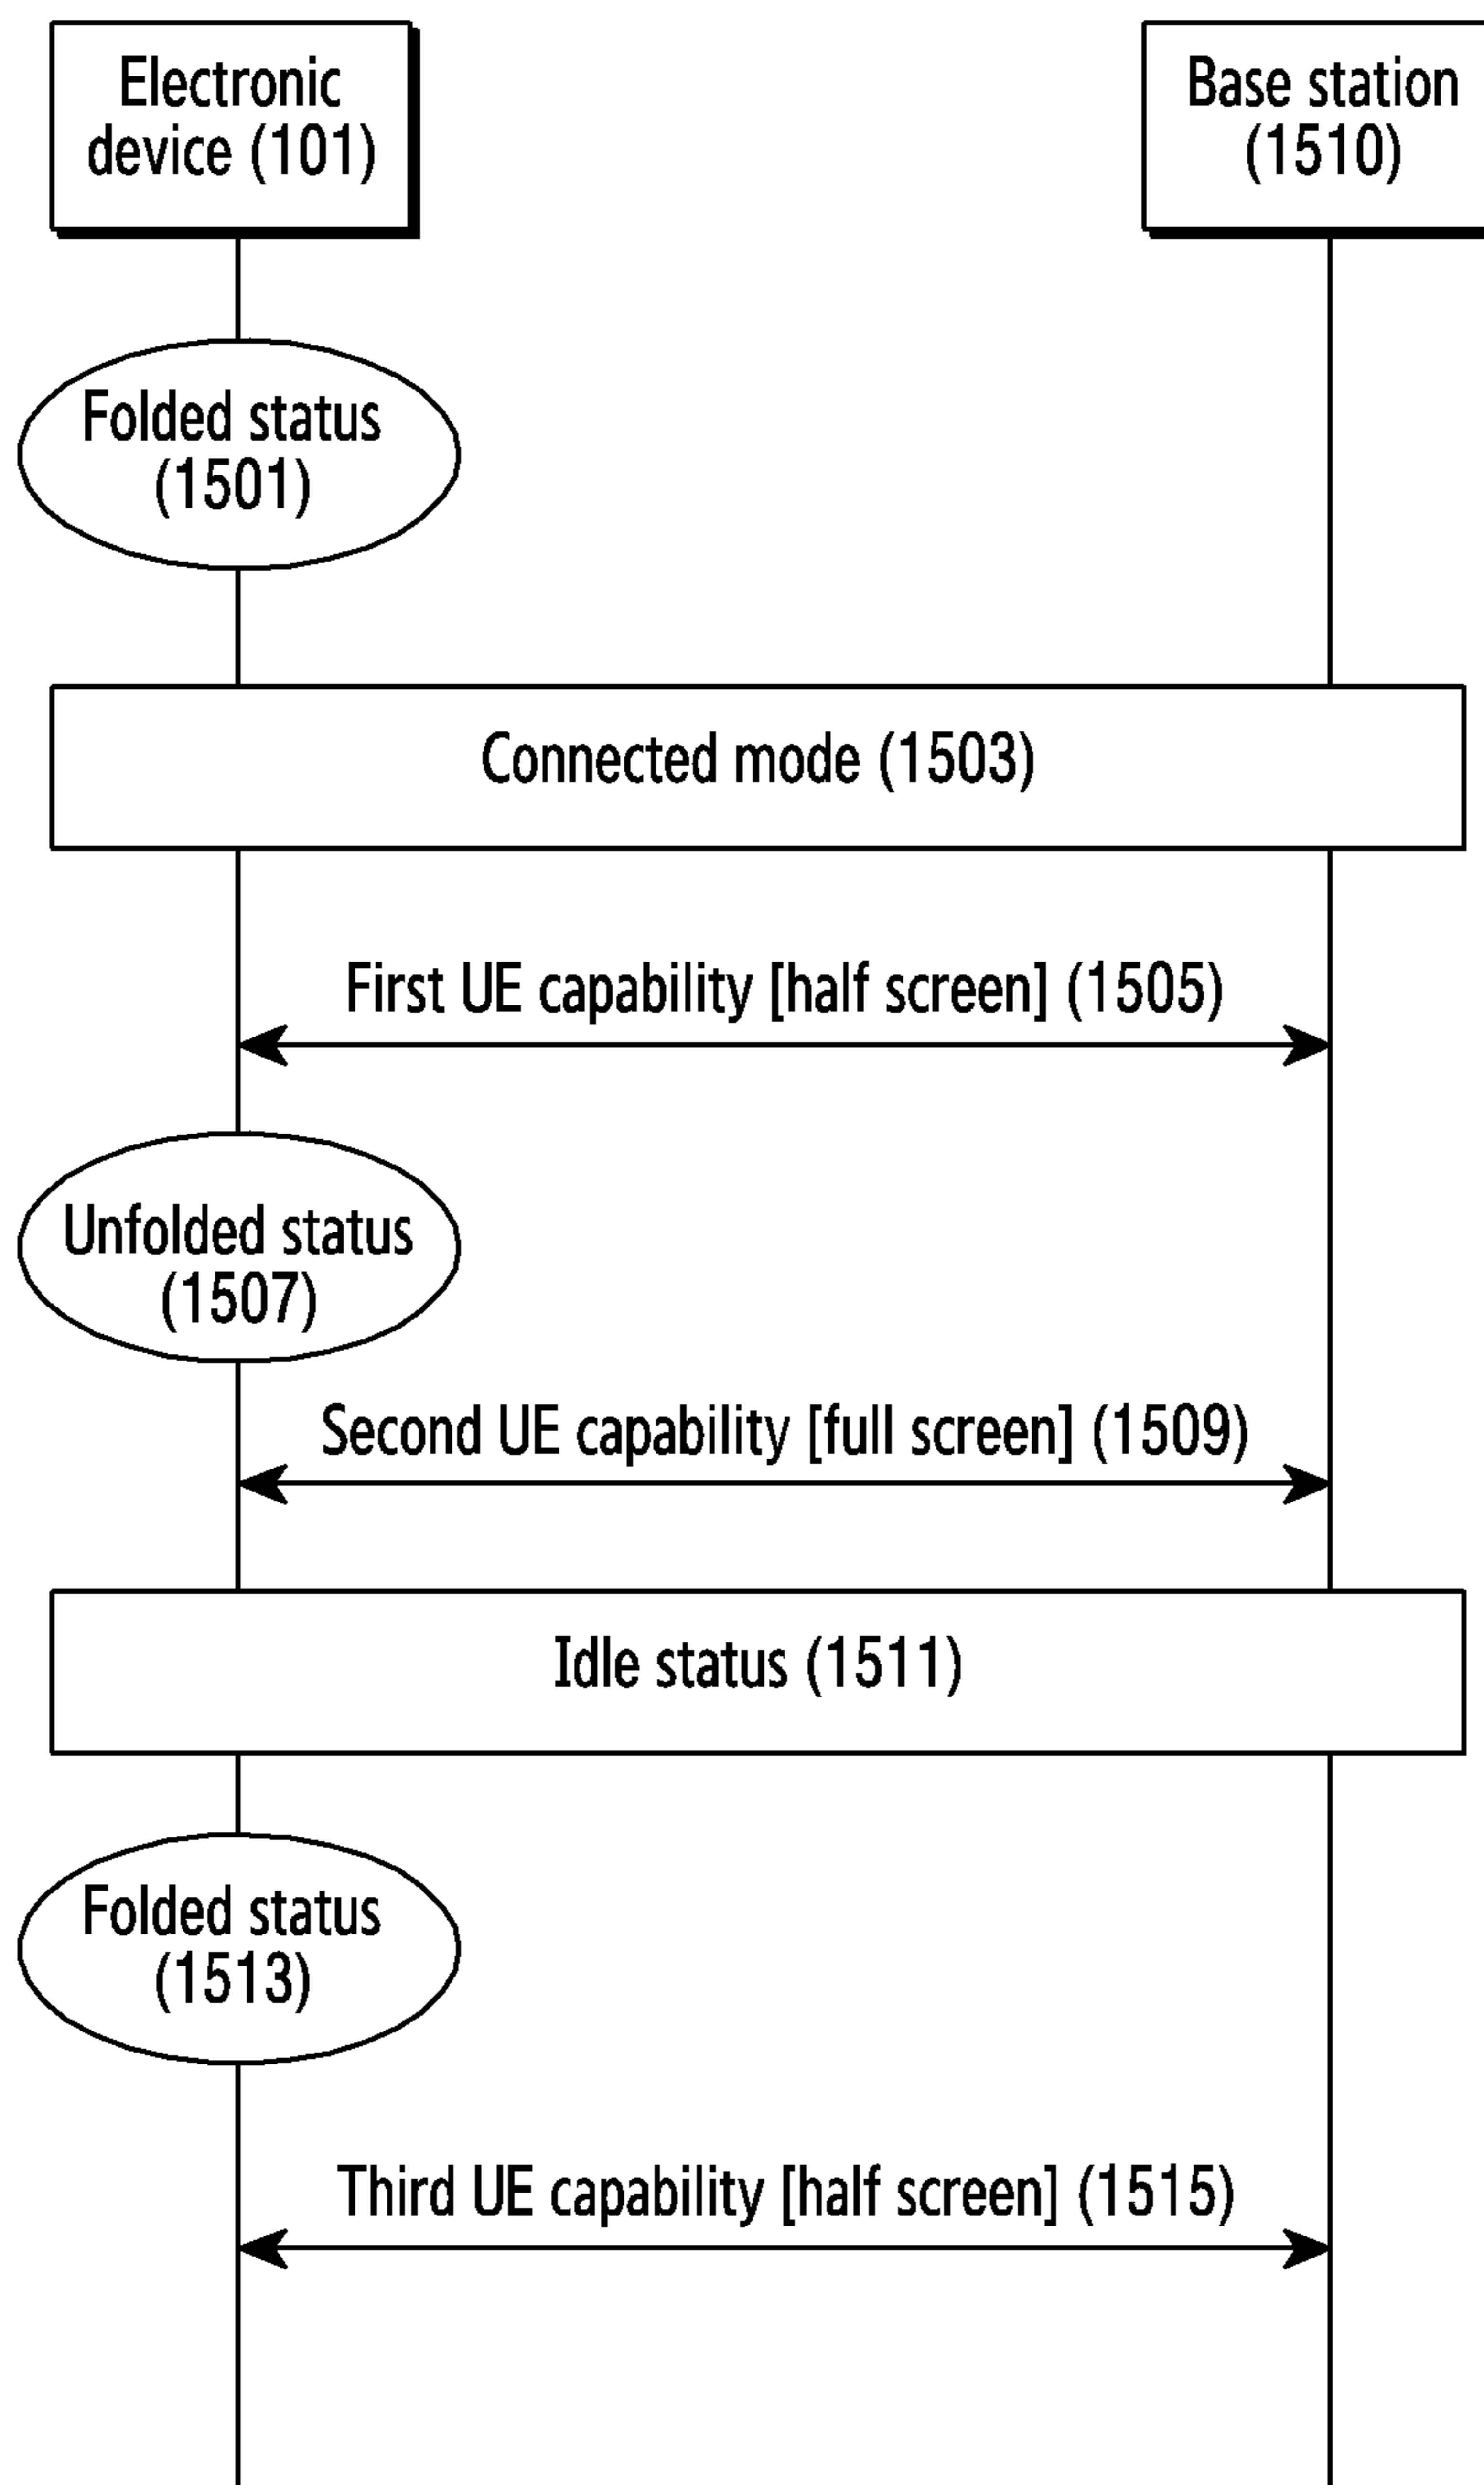 Electronic
device (101)
Base station
(1510)
Folded status
(1501)
Connected mode (1503)
First UE capability [half screen] (1505)
Unfolded status
(1507)
Second UE capability [full screen] (1509)
Idle status (1511)
Folded status
(1513)
Third UE capability [half screen] (1515)